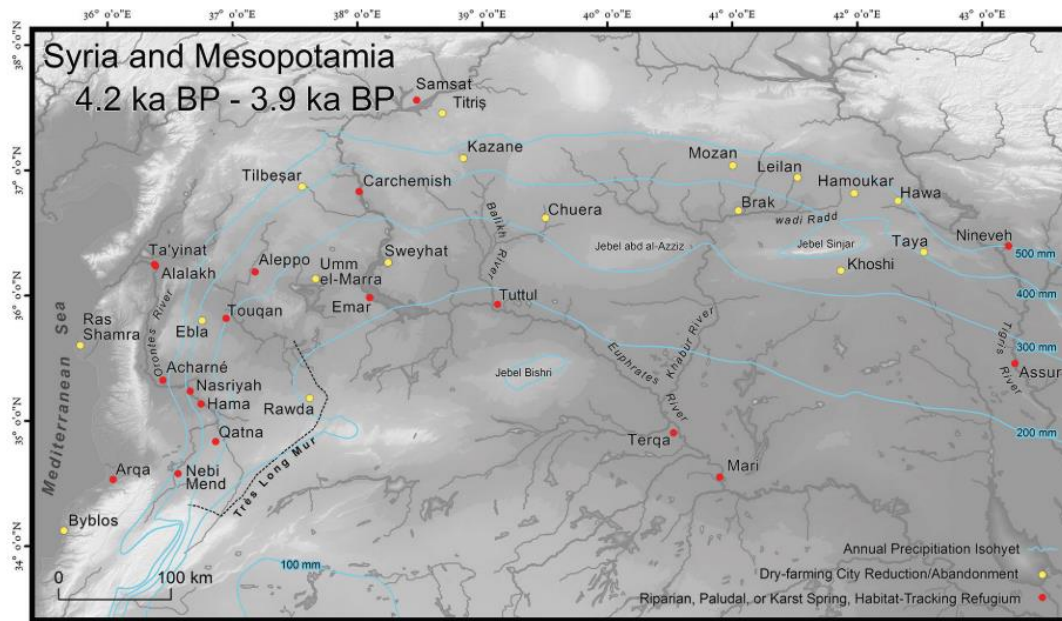 36° 0'0"E
37° 0'0"E
38° 0'0"E
39° 0'0"E
40° 0'0"E
41° 0'0"E
42° 0'0"E
43° 0'0"E
38° 0'0"N
37° 0'0"N
36° 0'0"N
35° 0'0"N
34° 0'0"N
Syria and Mesopotamia
4.2 ka BP - 3.9 ka BP
Samsat
Titriş
Kazane
Mozan
Leilan
Hamoukar
Hawa
Tilbeşar
Carchemish
Chuera
Brak
wadi Radd
Nineveh
Balikh River
Jebel abd al-Azziz
Jebel Sinjar
Taya
Khoshi
500 mm
Ta'yinat
Alalakh
Aleppo
Umm
el-Marra
Sweyhat
Emar
Tuttul
400 mm
Orontes River
Touqan
Ebla
Ras
Shamra
Mediterranean Sea
Khabur River
Euphrates
River
300 mm
Tigris
River
Assur
Acharné
Nasriyah
Hama
Rawda
Jebel Bishri
Qatna
Terqa
200 mm
Très Long Mur
Arqa
Nebi
Mend
Mari
Byblos
100 mm
0
100 km
Annual Precipitiation Isohyet
Dry-farming City Reduction/Abandonment
Riparian, Paludal, or Karst Spring, Habitat-Tracking Refugium